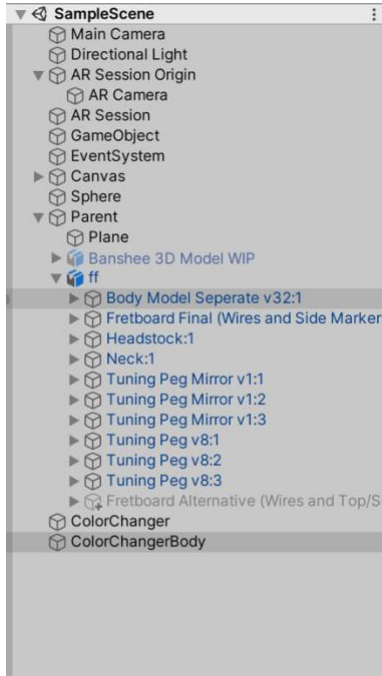 SampleScene
Main Camera
Directional Light
AR Session Origin
AR Camera
AR Session
GameObject
EventSystem
Canvas
Sphere
Parent
Plane
Banshee 3D Model WIP
ff
Body Model Seperate v32:1
Fretboard Final (Wires and Side Marker
Headstock:1
Neck:1
Tuning Peg Mirror v1:1
Tuning Peg Mirror v1:2
Tuning Peg Mirror v1:3
Tuning Peg v8:1
Tuning Peg v8:2
Tuning Peg v8:3
Fretboard Alternative (Wires and Top/S
ColorChanger
ColorChangerBody